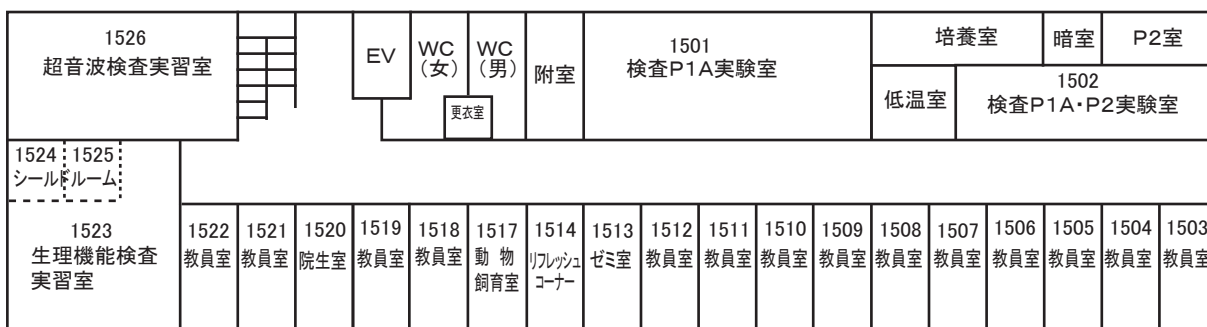 1526
超音波検査実習室
EV
WC
(女)
WC
(男)
更衣室
附室
1501
検査P1A実験室
培養室
暗室
P2室
低温室
1502
検査P1A・P2実験室
1524
1525
シールドルーム
1523
生理機能検査
実習室
1522
教員室
1521
教員室
1520
院生室
1519
教員室
1518
教員室
1517
動物
飼育室
1514
リフレッシュ
コーナー
1513
ゼミ室
1512
教員室
1511
教員室
1510
教員室
1509
教員室
1508
教員室
1507
教員室
1506
教員室
1505
教員室
1504
教員室
1503
教員室